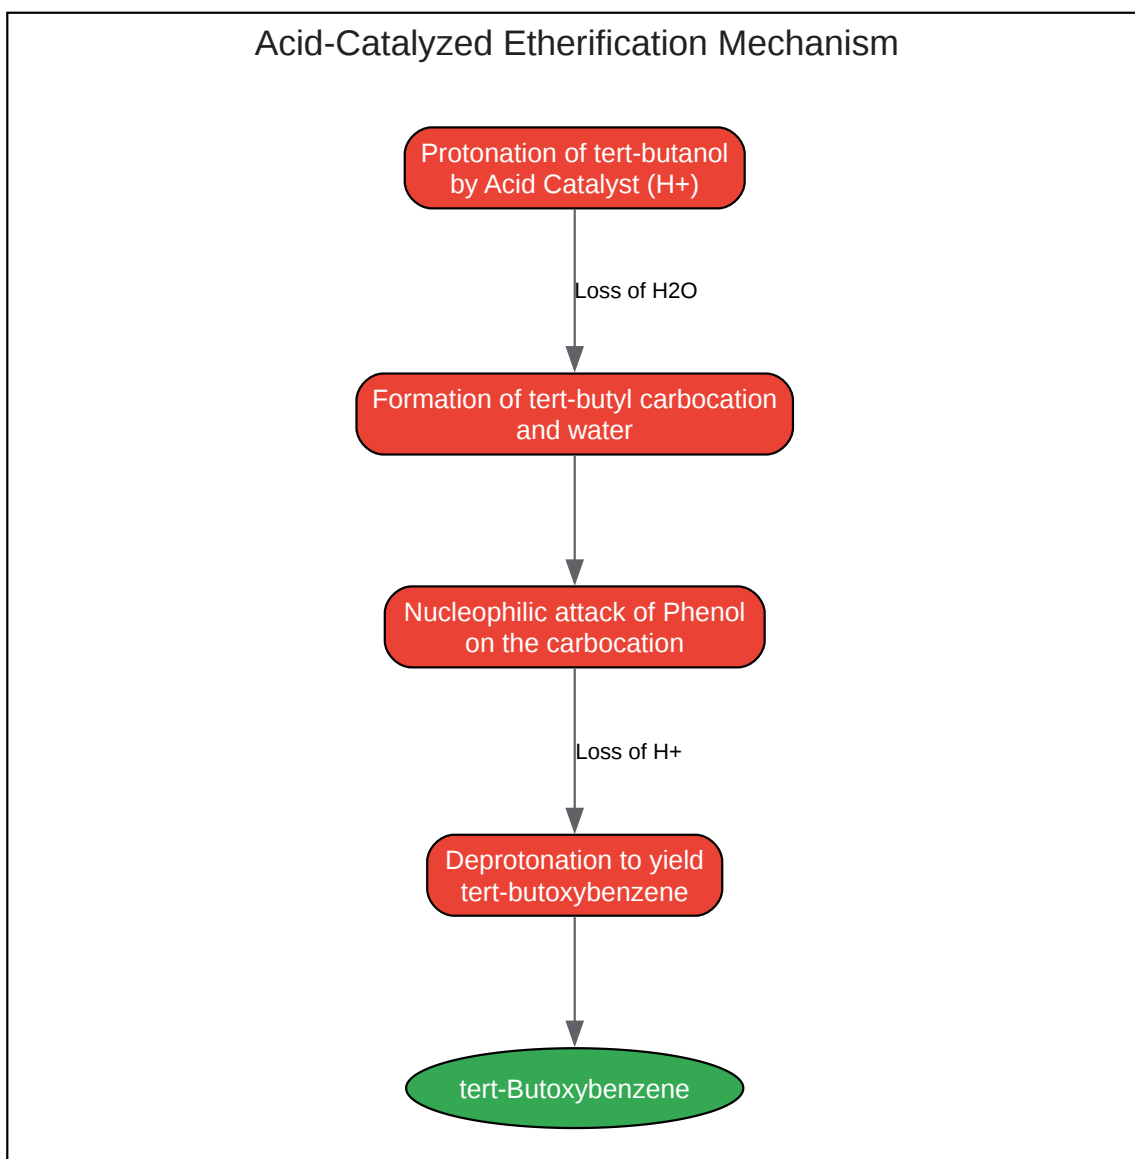 Acid-Catalyzed Etherification Mechanism
Protonation of tert-butanol
by Acid Catalyst (H+)
Loss of H2O
Formation of tert-butyl carbocation
and water
Nucleophilic attack of Phenol
on the carbocation
Loss of H+
Deprotonation to yield
tert-butoxybenzene
tert-Butoxybenzene